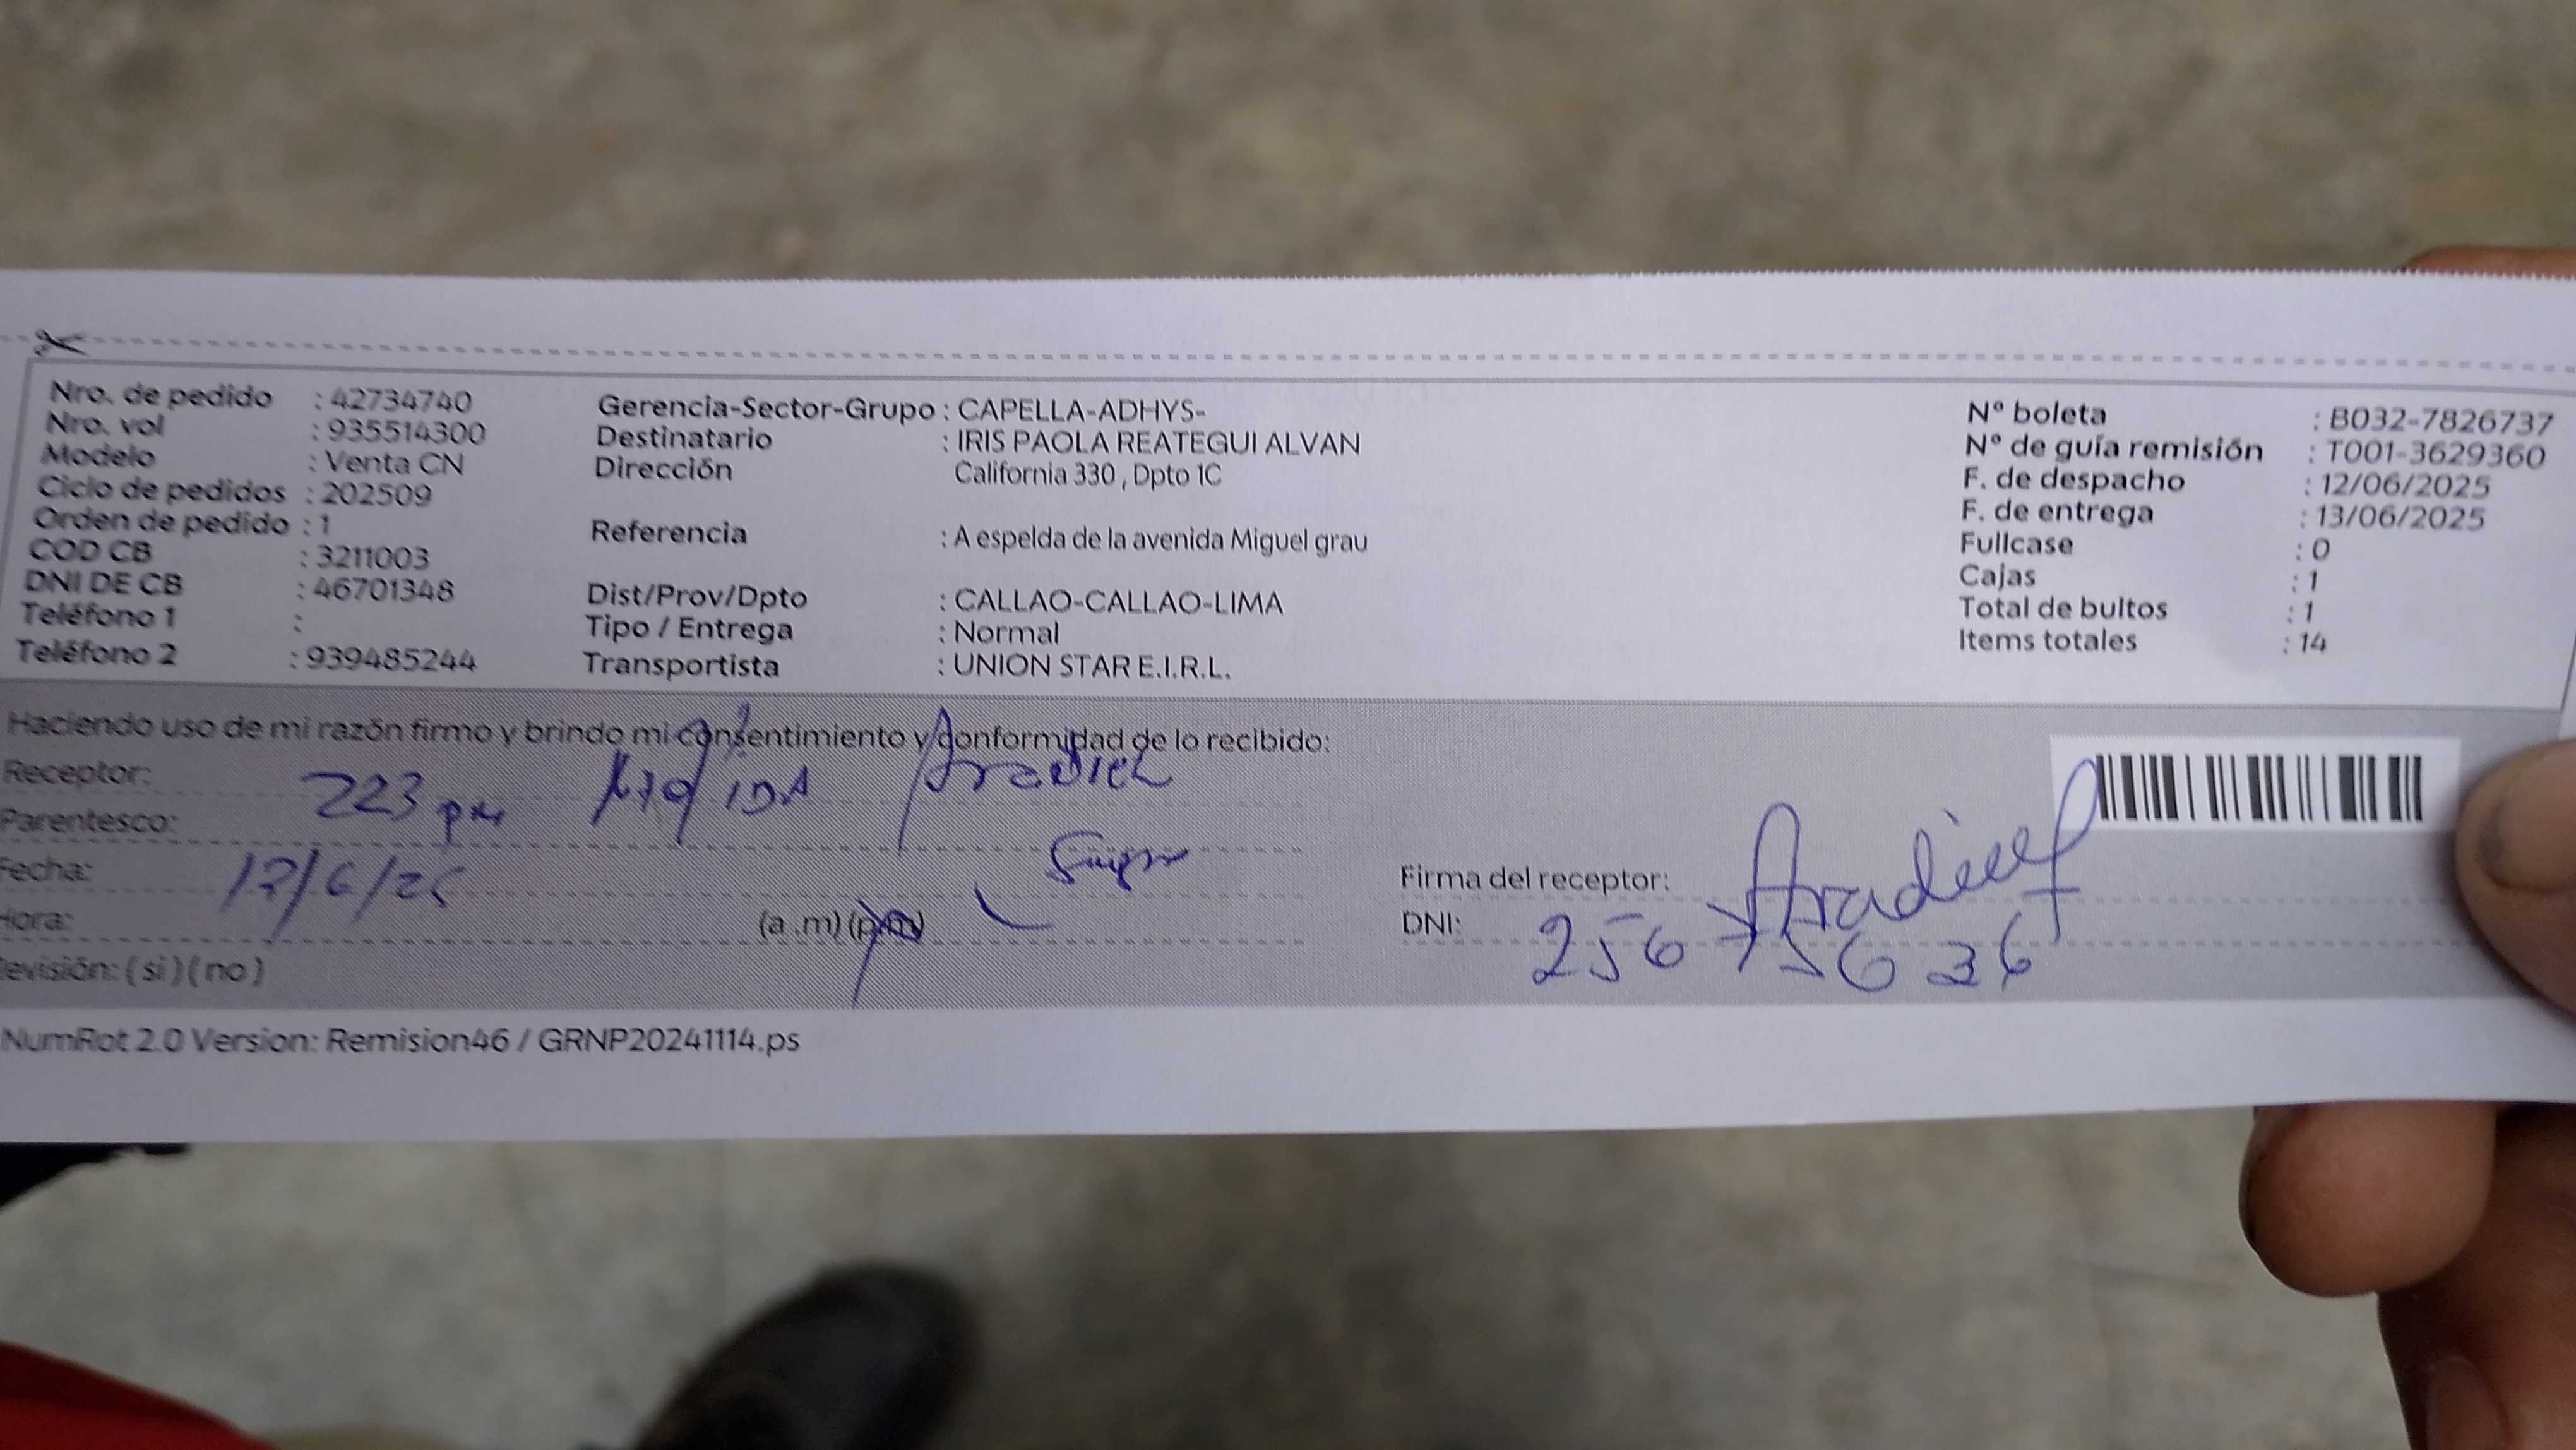 Nro. de pedido : 42734740
Nro. vol : 935514300
Modelo : Venta CN
Ciclo de pedidos : 202509
Orden de pedido : 1
COD CB : 3211003
DNI DE CB : 46701348
Teléfono 1 :
Teléfono 2 : 939485244
Gerencia-Sector-Grupo : CAPELLA-ADHYS-
Destinatario : IRIS PAOLA REATEGUI ALVAN
Dirección California 330 , Dpto 1C
Referencia : A espelda de la avenida Miguel grau
Dist/Prov/Dpto : CALLAO-CALLAO-LIMA
Tipo / Entrega : Normal
Transportista : UNION STAR E.I.R.L.
Nº boleta : B032-7826737
Nº de guía remisión : T001-3629360
F. de despacho : 12/06/2025
F. de entrega : 13/06/2025
Fullcase : 0
Cajas : 1
Total de bultos : 1
Items totales : 14
Haciendo uso de mi razón firmo y brindo mi consentimiento y conformidad de lo recibido:
Receptor: 223 pm
Parentesco:
Fecha:
Hora: (a .m) (p.m)
evisión: ( si ) ( no )
Firma del receptor:
DNI: 25675636
NumRot 2.0 Version: Remision46 / GRNP20241114.ps